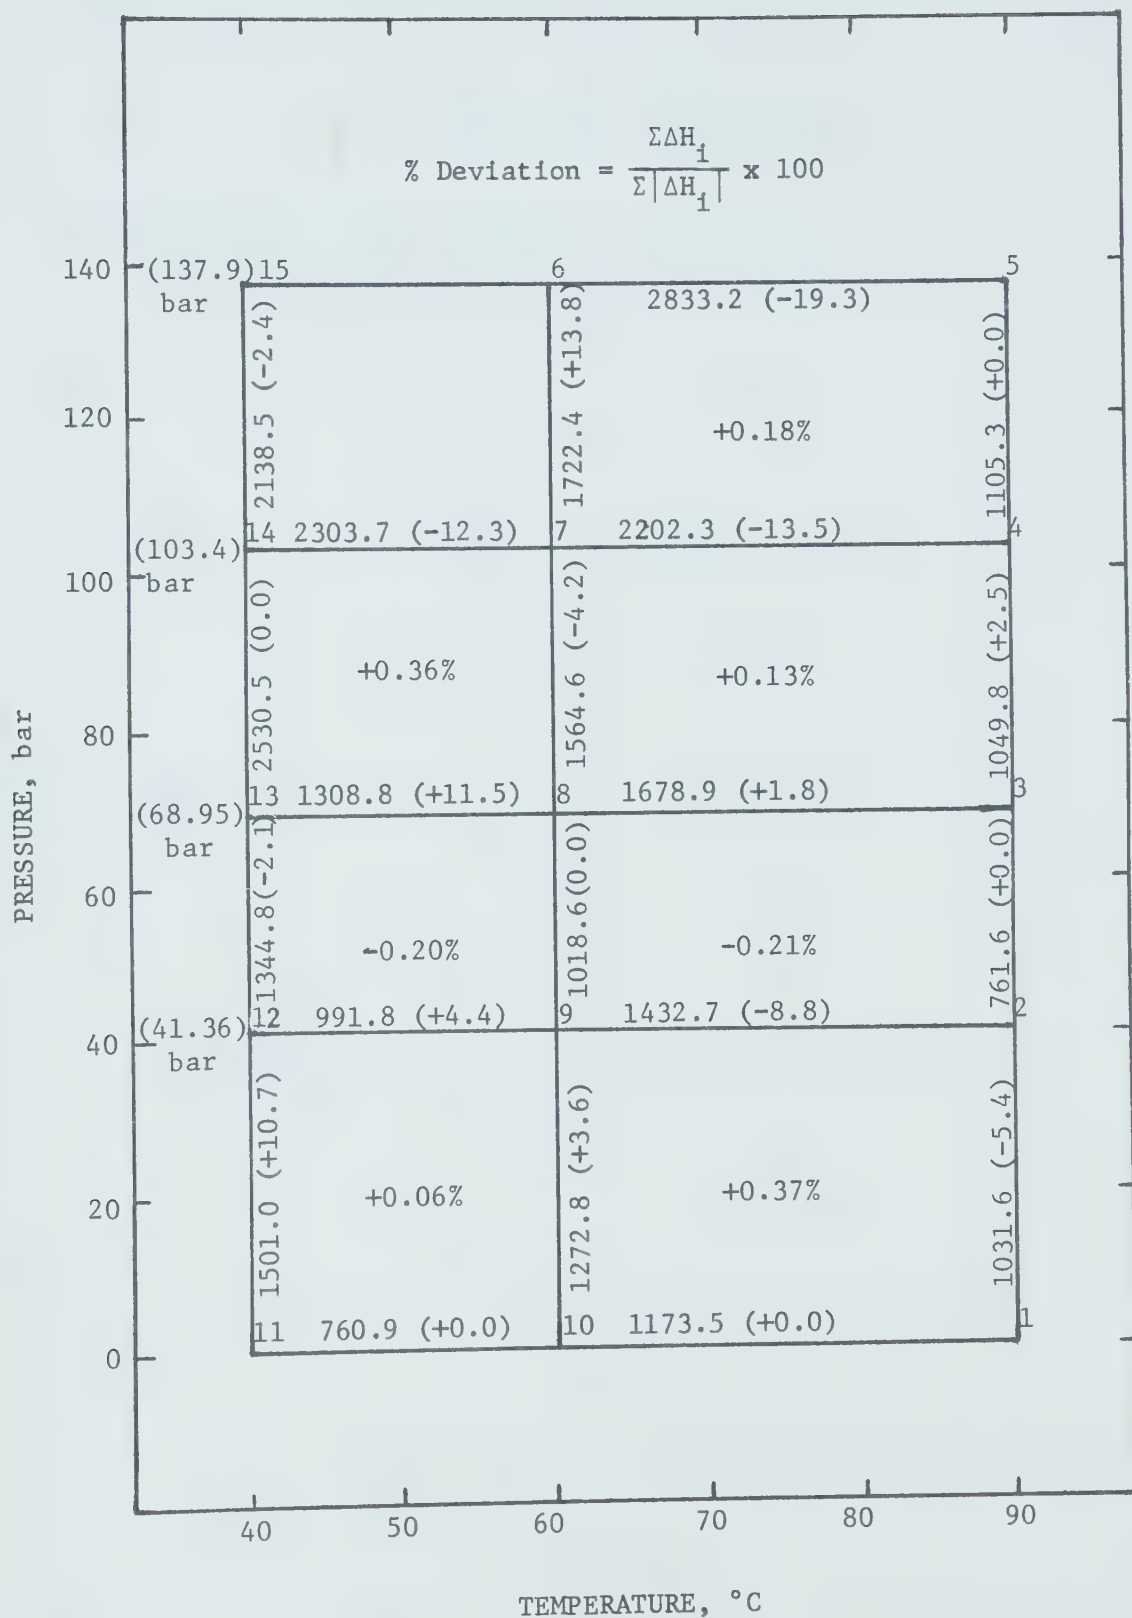 % Deviation = ΣΔH_i / Σ|ΔH_i| x 100
140 (137.9) 15 6 5
bar
2833.2 (-19.3)
2138.5 (-2.4)
1722.4 (+13.8)
1105.3 (+0.0)
120
+0.18%
14 2303.7 (-12.3) 7 2202.3 (-13.5) 4
(103.4)
bar
100
2530.5 (0.0)
1564.6 (-4.2)
1049.8 (+2.5)
+0.36% +0.13%
80
13 1308.8 (+11.5) 8 1678.9 (+1.8) 3
(68.95)
bar
1344.8(-2.1)
1018.6(0.0)
761.6 (+0.0)
60
-0.20% -0.21%
12 991.8 (+4.4) 9 1432.7 (-8.8) 2
(41.36)
bar
40
1501.0 (+10.7)
1272.8 (+3.6)
1031.6 (-5.4)
20
+0.06% +0.37%
11 760.9 (+0.0) 10 1173.5 (+0.0) 1
0
PRESSURE, bar
40 50 60 70 80 90
TEMPERATURE, °C